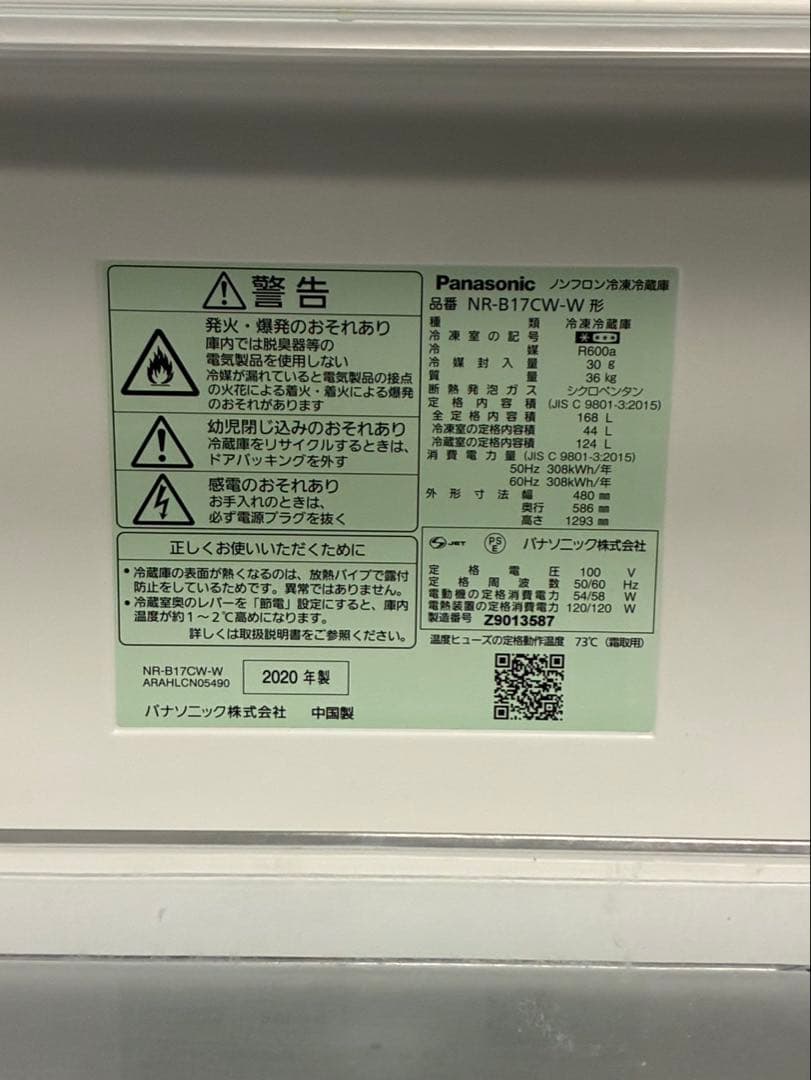 警告
発火・爆発のおそれあり
庫内では脱臭器等の
電気製品を使用しない
冷媒が漏れていると電気製品の接点
の火花による着火・着火による爆発
のおそれがあります
幼児閉じ込みのおそれあり
冷蔵庫をリサイクルするときは、
ドアパッキングを外す
感電のおそれあり
お手入れのときは、
必ず電源プラグを抜く
正しくお使いいただくために
・冷蔵庫の表面が熱くなるのは、放熱パイプで露付
防止をしているためです。異常ではありません。
・冷蔵室奥のレバーを「節電」設定にすると、庫内
温度が約1～2℃高めになります。
詳しくは取扱説明書をご参照ください。
NR-B17CW-W
ARAHLCN05490
2020 年製
パナソニック株式会社 中国製
Panasonic ノンフロン冷凍冷蔵庫
品番 NR-B17CW-W 形
種類 冷凍冷蔵庫
冷凍室の記号 * ***
冷媒 R600a
冷媒封入量 30 g
質量 36 kg
断熱発泡ガス シクロペンタン
定格内容積 (JIS C 9801-3:2015)
全定格内容積 168 L
冷凍室の定格内容積 44 L
冷蔵室の定格内容積 124 L
消費電力量 (JIS C 9801-3:2015)
50Hz 308kWh/年
60Hz 308kWh/年
外形寸法 幅 480 mm
奥行 586 mm
高さ 1293 mm
S JET PS E パナソニック株式会社
定格電圧 100 V
定格周波数 50/60 Hz
電動機の定格消費電力 54/58 W
電熱装置の定格消費電力 120/120 W
製造番号 Z9013587
温度ヒューズの定格動作温度 73℃(霜取用)